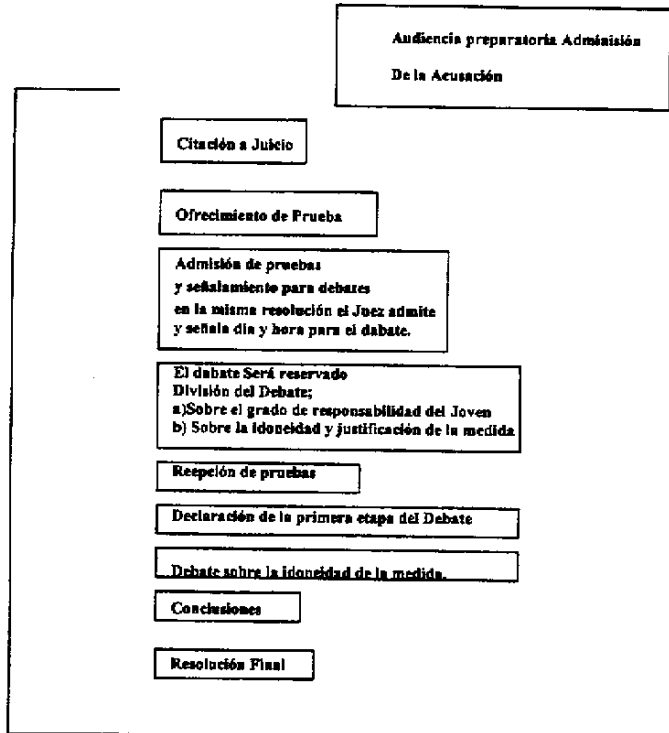 Audiencia preparatoria Adminisión
De la Acusación
Citación a Juicio
Ofrecimiento de Prueba
Admisión de pruebas
y señalamiento para debates
en la misma resolución el Juez admite
y señala dia y hora para el dabate.
El dabate Será reservado
División del Debate;
a)Sobre el grado de responsabilidad del Joven
b) Sobre la idoneidad y justificación de la medida
Reepción de pruebas
Declaración de la primera etapa del Debate
Debate sobre la idoneidad de la medida.
Conclusiones
Resolución Final